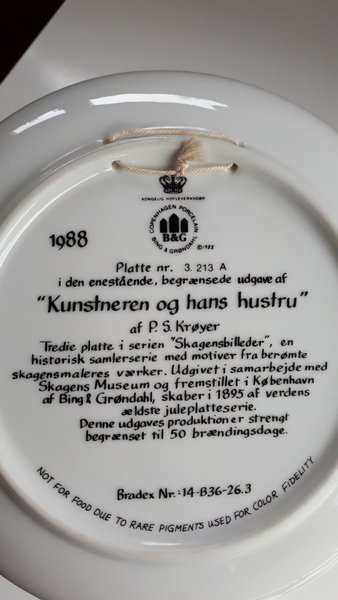 KONGELIG HOFLEVERANDØR
COPENHAGEN PORCELAIN
B&G
BING & GRØNDAHL
©1988
1988
Platte nr. 3. 213 A
i den enestående, begrænsede udgave af
"Kunstneren og hans hustru"
af P. S. Krøyer
Tredie platte i serien "Skagensbilleder", en
historisk samlerserie med motiver fra berømte
skagensmaleres værker. Udgivet i samarbejde med
Skagens Museum og fremstillet i København
af Bing & Grøndahl, skaber i 1895 af verdens
ældste juleplatteserie.
Denne udgaves produktion er strengt
begrænset til 50 brændingsdage.
Bradex Nr.: 14-B36-26.3
NOT FOR FOOD DUE TO RARE PIGMENTS USED FOR COLOR FIDELITY.